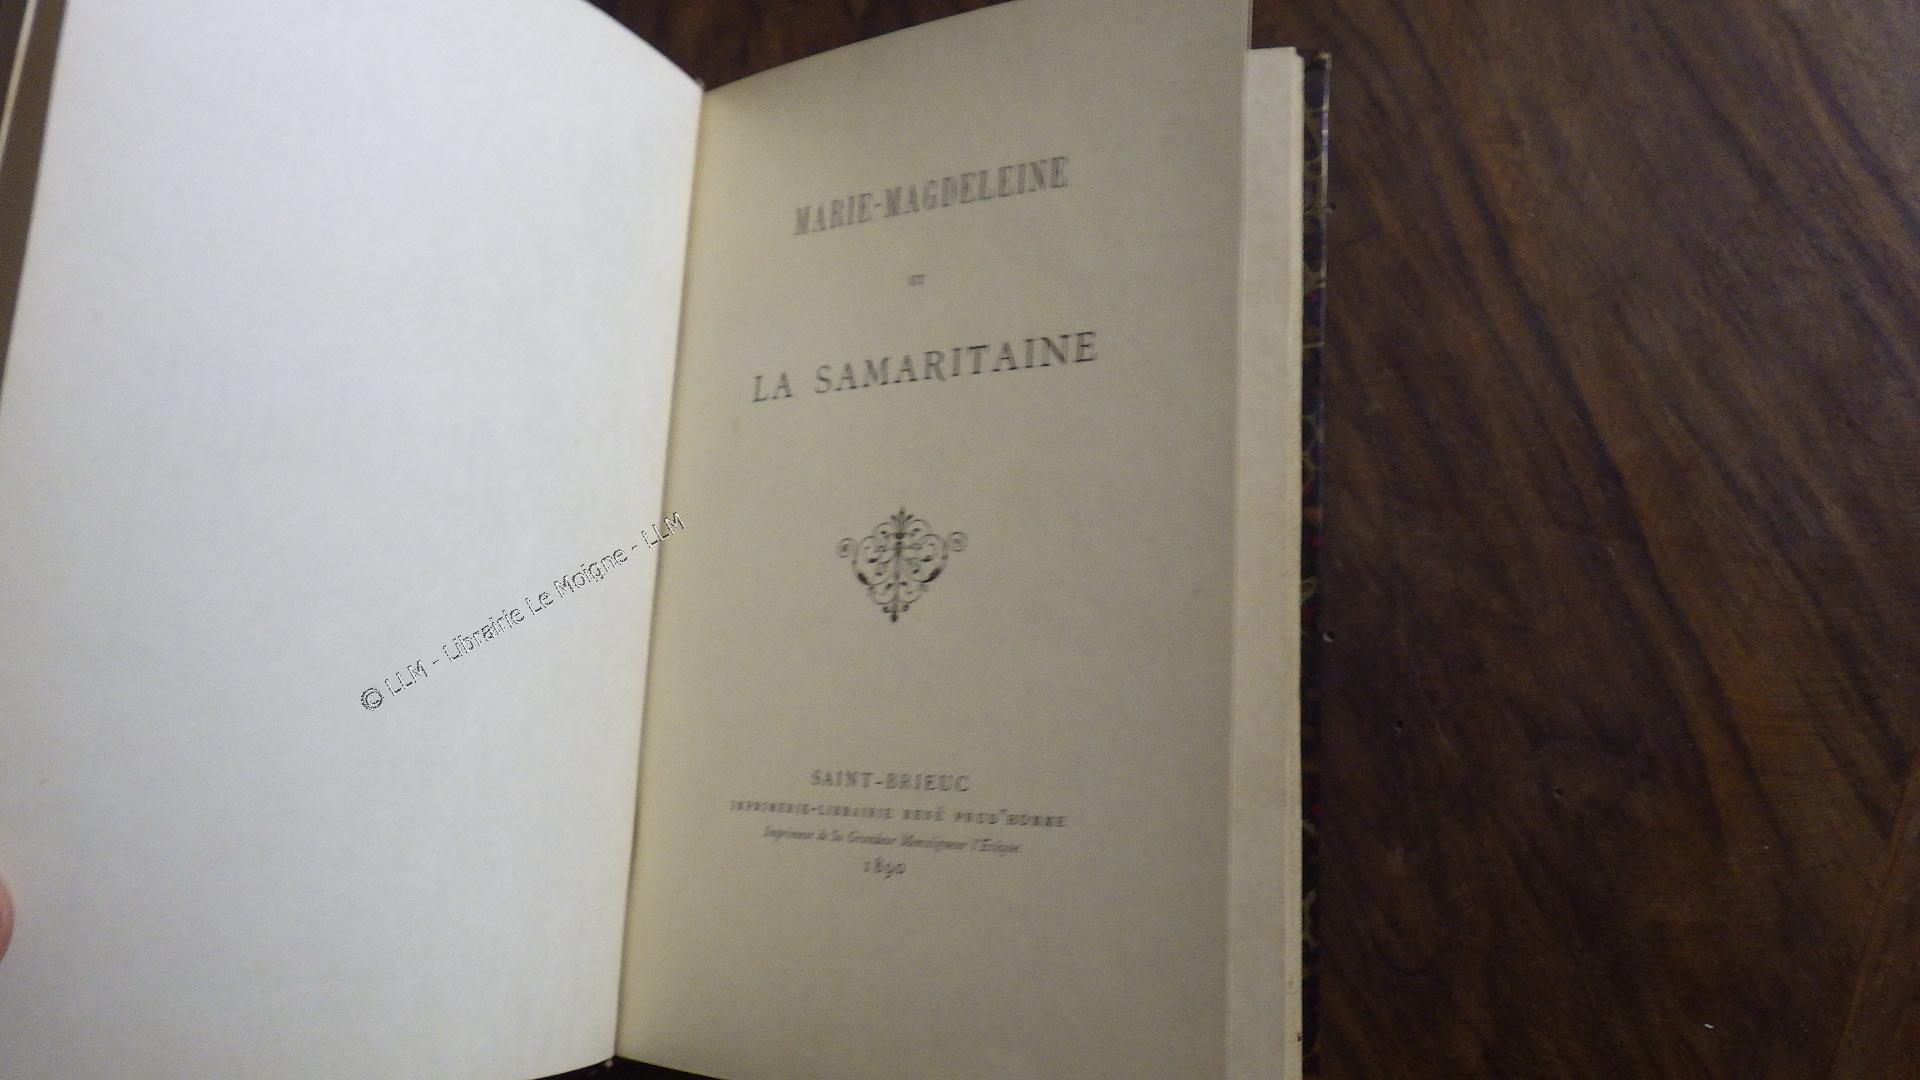 MARIE-MAGDELEINE
ET
LA SAMARITAINE
© LLM - Librairie Le Moigne - LLM
SAINT-BRIEUC
IMPRIMERIE-LIBRAIRIE RENÉ PRUD'HOMME
Imprimeur de Sa Grandeur Monseigneur l'Evêque
1890